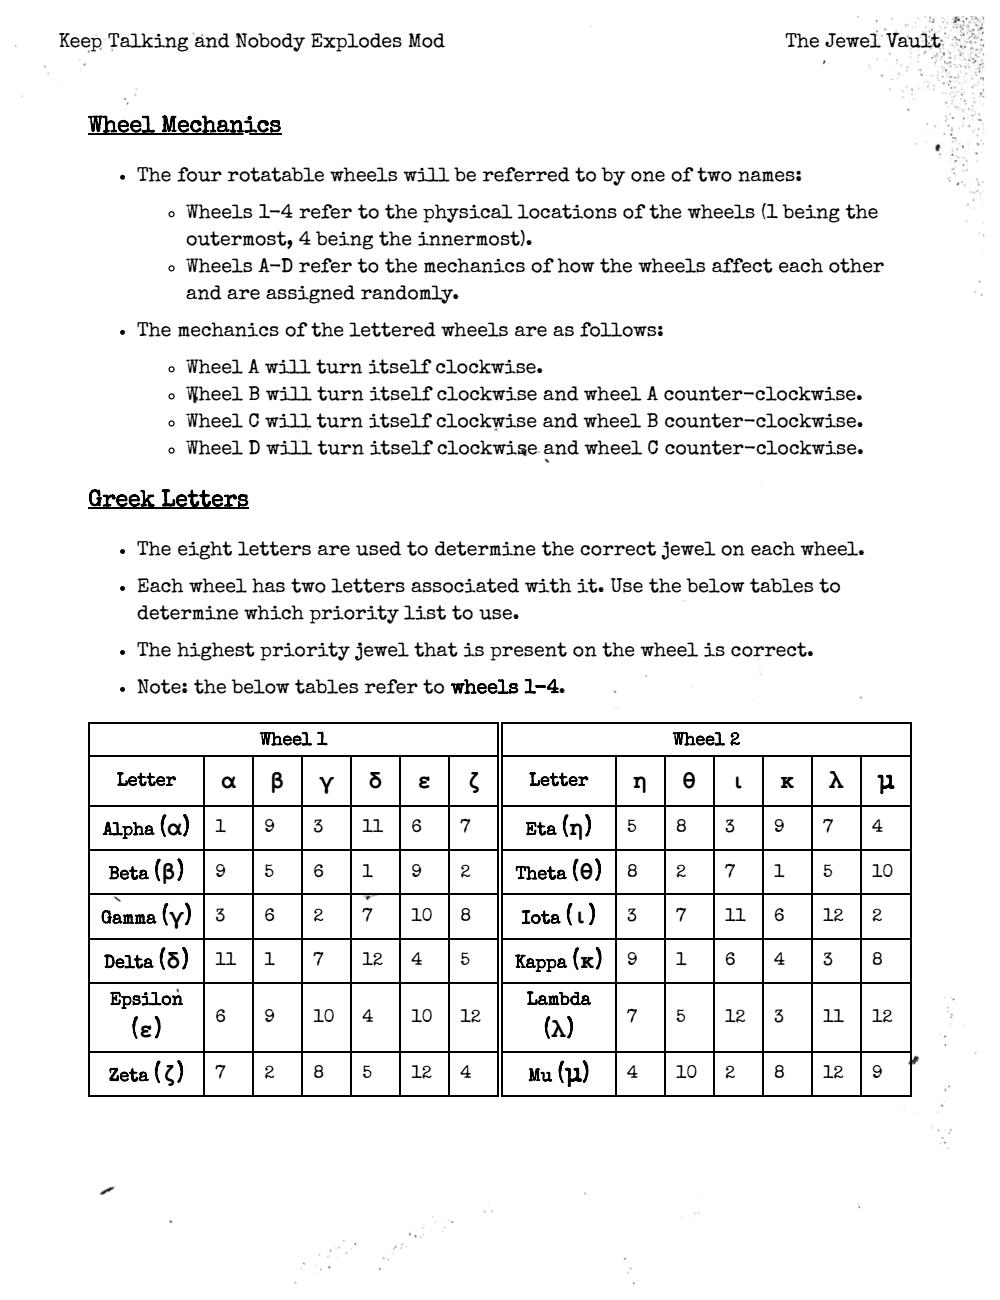 Keep Talking and Nobody Explodes Mod The Jewel Vault
Wheel Mechanics
• The four rotatable wheels will be referred to by one of two names:
◦ Wheels 1-4 refer to the physical locations of the wheels (1 being the
outermost, 4 being the innermost).
◦ Wheels A-D refer to the mechanics of how the wheels affect each other
and are assigned randomly.
• The mechanics of the lettered wheels are as follows:
◦ Wheel A will turn itself clockwise.
◦ Wheel B will turn itself clockwise and wheel A counter-clockwise.
◦ Wheel C will turn itself clockwise and wheel B counter-clockwise.
◦ Wheel D will turn itself clockwise and wheel C counter-clockwise.
Greek Letters
• The eight letters are used to determine the correct jewel on each wheel.
• Each wheel has two letters associated with it. Use the below tables to
determine which priority list to use.
• The highest priority jewel that is present on the wheel is correct.
• Note: the below tables refer to wheels 1-4.
Wheel 1 Wheel 2
Letter α β γ δ ε ζ Letter η θ ι κ λ μ
Alpha (α) 1 9 3 11 6 7 Eta (η) 5 8 3 9 7 4
Beta (β) 9 5 6 1 9 2 Theta (θ) 8 2 7 1 5 10
Gamma (γ) 3 6 2 7 10 8 Iota (ι) 3 7 11 6 12 2
Delta (δ) 11 1 7 12 4 5 Kappa (κ) 9 1 6 4 3 8
Epsilon
(ε) 6 9 10 4 10 12 Lambda
(λ) 7 5 12 3 11 12
Zeta (ζ) 7 2 8 5 12 4 Mu (μ) 4 10 2 8 12 9